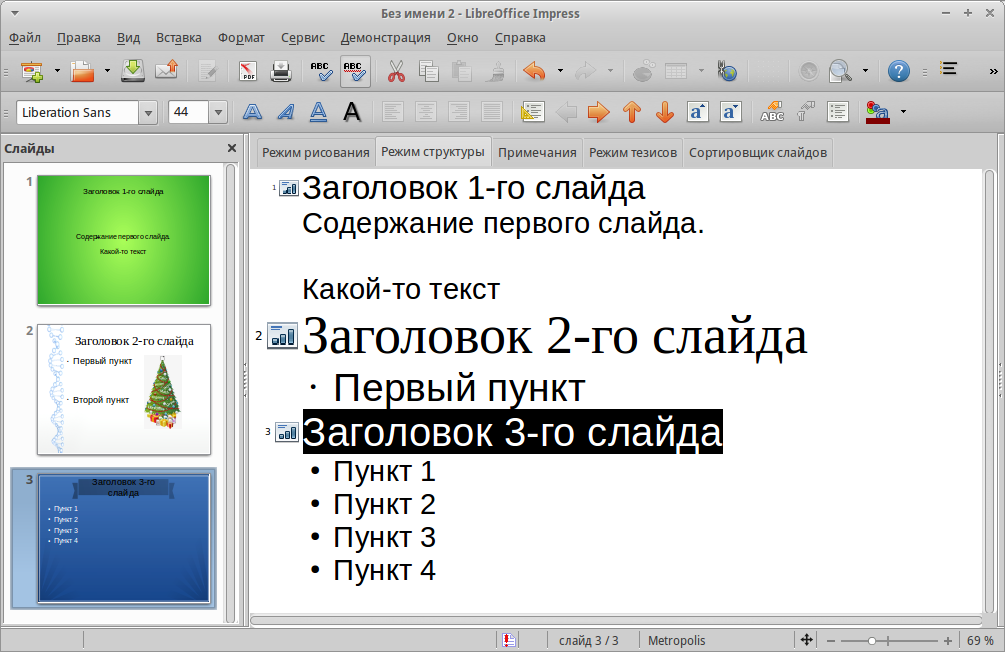 Без имени 2 - LibreOffice Impress
Файл Правка Вид Вставка Формат Сервис Демонстрация Окно Справка
PDF ABC ABC ? »
Liberation Sans 44 A A A A a a ABC a
Слайды
Режим рисования Режим структуры Примечания Режим тезисов Сортировщик слайдов
1
Заголовок 1-го слайда
Содержание первого слайда.
Какой-то текст
2
Заголовок 2-го слайда
Первый пункт
Второй пункт
3
Заголовок 3-го
слайда
• Пункт 1
• Пункт 2
• Пункт 3
• Пункт 4
1 Заголовок 1-го слайда
Содержание первого слайда.
Какой-то текст
2 Заголовок 2-го слайда
· Первый пункт
3 Заголовок 3-го слайда
• Пункт 1
• Пункт 2
• Пункт 3
• Пункт 4
слайд 3 / 3 Metropolis 69 %